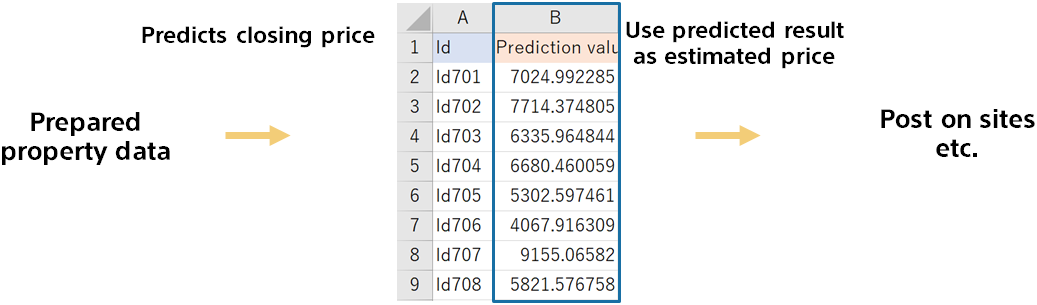 Predicts closing price
Prepared
property data
A B
1 Id Prediction valu
2 Id701 7024.992285
3 Id702 7714.374805
4 Id703 6335.964844
5 Id704 6680.460059
6 Id705 5302.597461
7 Id706 4067.916309
8 Id707 9155.06582
9 Id708 5821.576758
Use predicted result
as estimated price
Post on sites
etc.